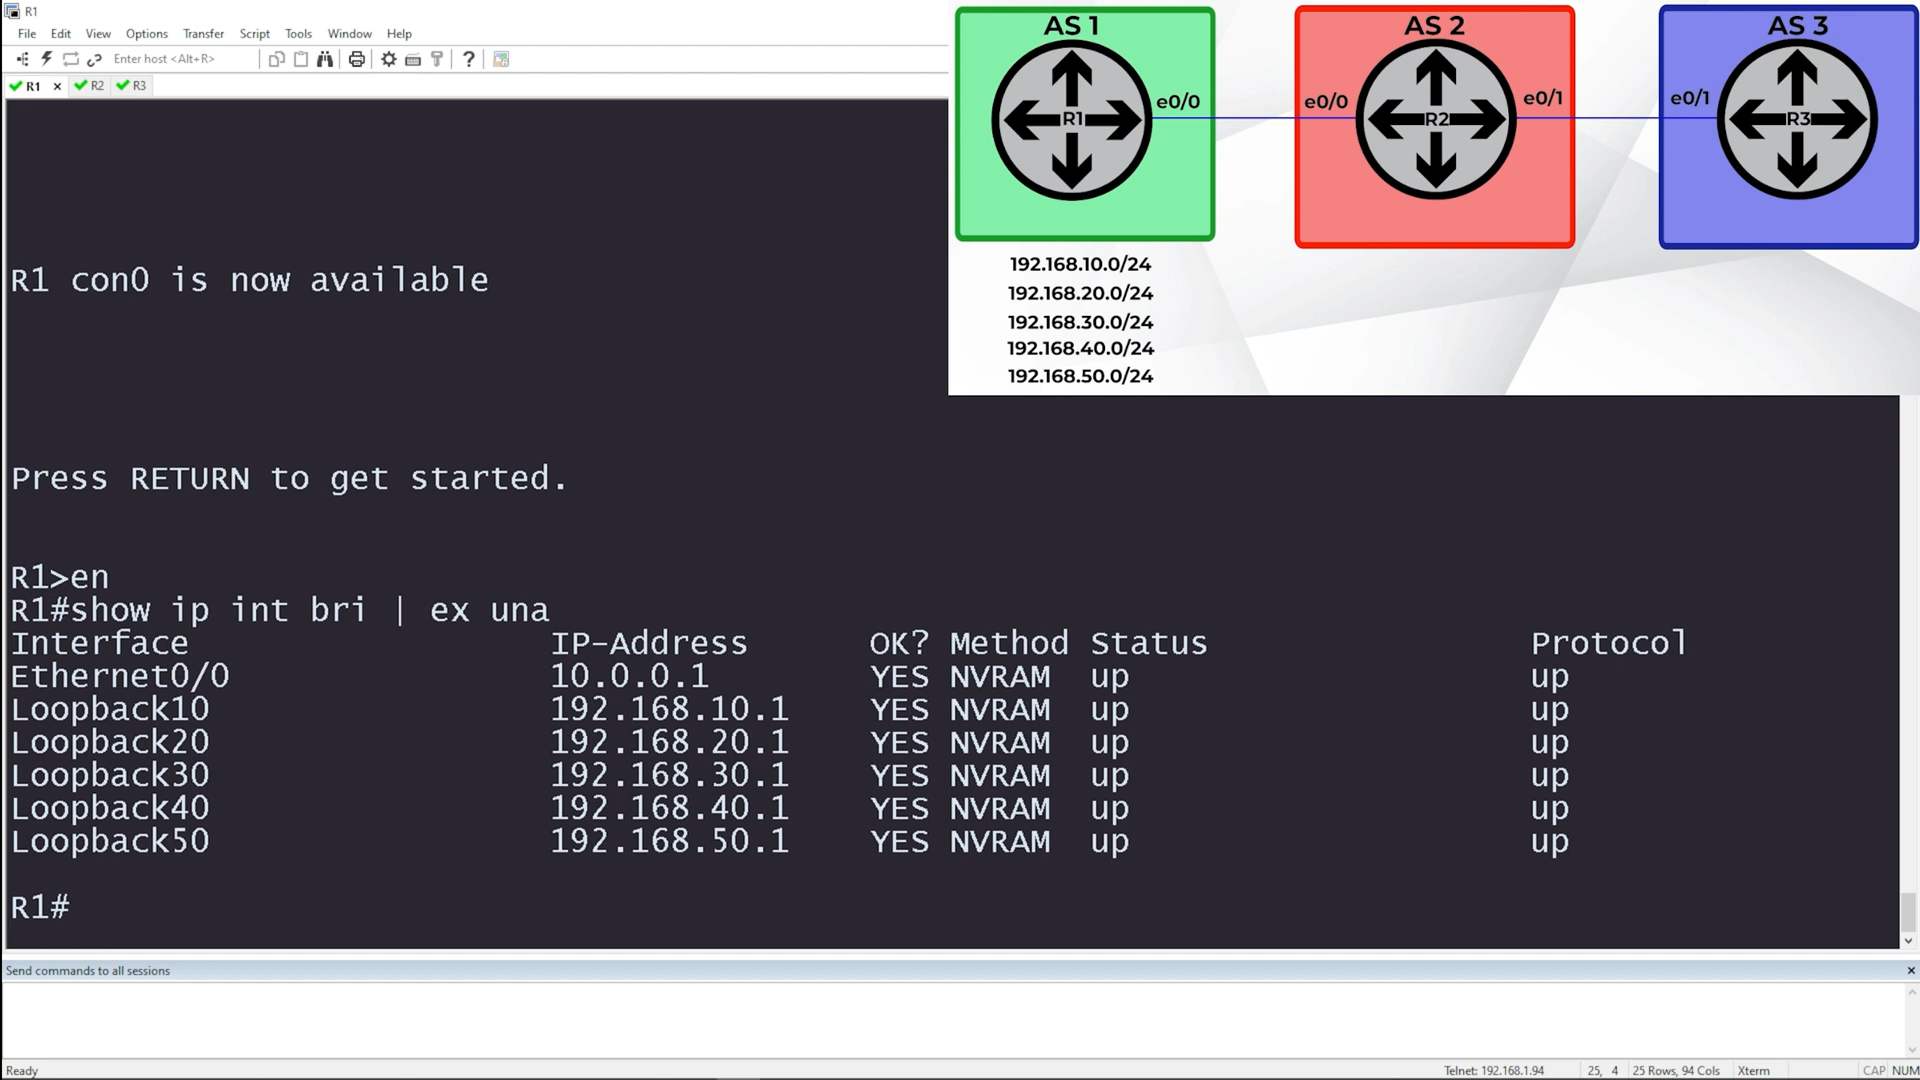 R1
File Edit View Options Transfer Script Tools Window Help
Enter host <Alt+R>
R1 R2 R3
AS 1 AS 2 AS 3
e0/0 e0/0 e0/1 e0/1
R1 R2 R3
192.168.10.0/24
192.168.20.0/24
192.168.30.0/24
192.168.40.0/24
192.168.50.0/24
R1 con0 is now available
Press RETURN to get started.
R1>en
R1#show ip int bri | ex una
Interface IP-Address OK? Method Status Protocol
Ethernet0/0 10.0.0.1 YES NVRAM up up
Loopback10 192.168.10.1 YES NVRAM up up
Loopback20 192.168.20.1 YES NVRAM up up
Loopback30 192.168.30.1 YES NVRAM up up
Loopback40 192.168.40.1 YES NVRAM up up
Loopback50 192.168.50.1 YES NVRAM up up
R1#
Send commands to all sessions
Ready Telnet: 192.168.1.94 25, 4 25 Rows, 94 Cols Xterm CAP NUM